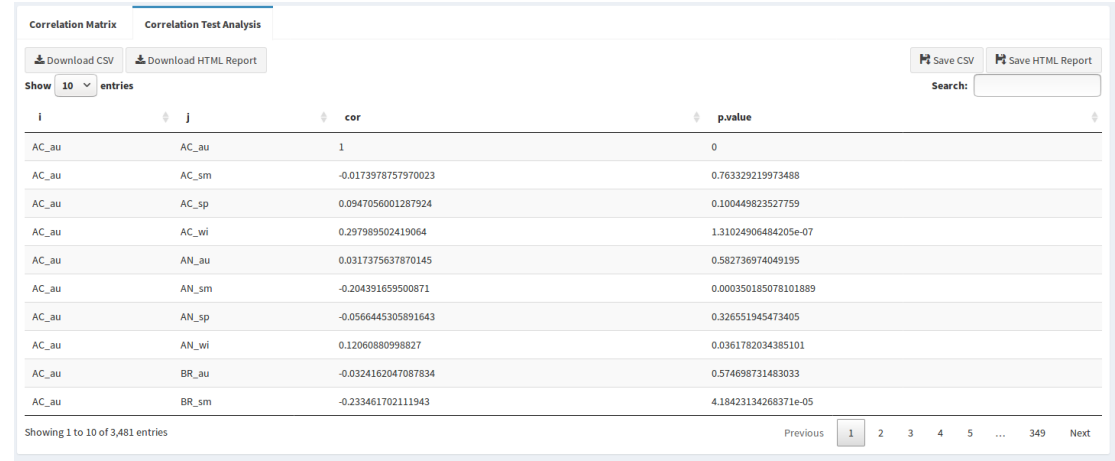 Correlation Matrix Correlation Test Analysis
Download CSV Download HTML Report Save CSV Save HTML Report
Show 10 entries Search:
i j cor p.value
AC_au AC_au 1 0
AC_au AC_sm -0.0173978757970023 0.763329219973488
AC_au AC_sp 0.0947056001287924 0.100449823527759
AC_au AC_wi 0.297989502419064 1.31024906484205e-07
AC_au AN_au 0.0317375637870145 0.582736974049195
AC_au AN_sm -0.204391659500871 0.000350185078101889
AC_au AN_sp -0.0566445305891643 0.326551945473405
AC_au AN_wi 0.12060880998827 0.0361782034385101
AC_au BR_au -0.0324162047087834 0.574698731483033
AC_au BR_sm -0.233461702111943 4.18423134268371e-05
Showing 1 to 10 of 3,481 entries Previous 1 2 3 4 5 … 349 Next